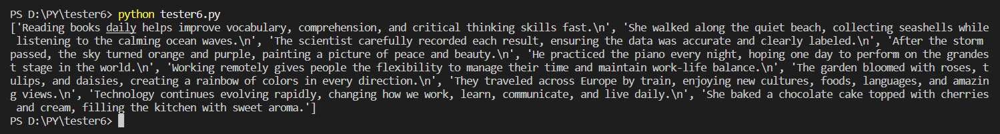 PS D:\PY\tester6> python tester6.py
['Reading books daily helps improve vocabulary, comprehension, and critical thinking skills fast.\n', 'She walked along the quiet beach, collecting seashells while
 listening to the calming ocean waves.\n', 'The scientist carefully recorded each result, ensuring the data was accurate and clearly labeled.\n', 'After the storm
passed, the sky turned orange and purple, painting a picture of peace and beauty.\n', 'He practiced the piano every night, hoping one day to perform on the grandes
t stage in the world.\n', 'Working remotely gives people the flexibility to manage their time and maintain work-life balance.\n', 'The garden bloomed with roses, t
ulips, and daisies, creating a rainbow of colors in every direction.\n', 'They traveled across Europe by train, enjoying new cultures, foods, languages, and amazin
g views.\n', 'Technology continues evolving rapidly, changing how we work, learn, communicate, and live daily.\n', 'She baked a chocolate cake topped with cherries
 and cream, filling the kitchen with sweet aroma.']
PS D:\PY\tester6>